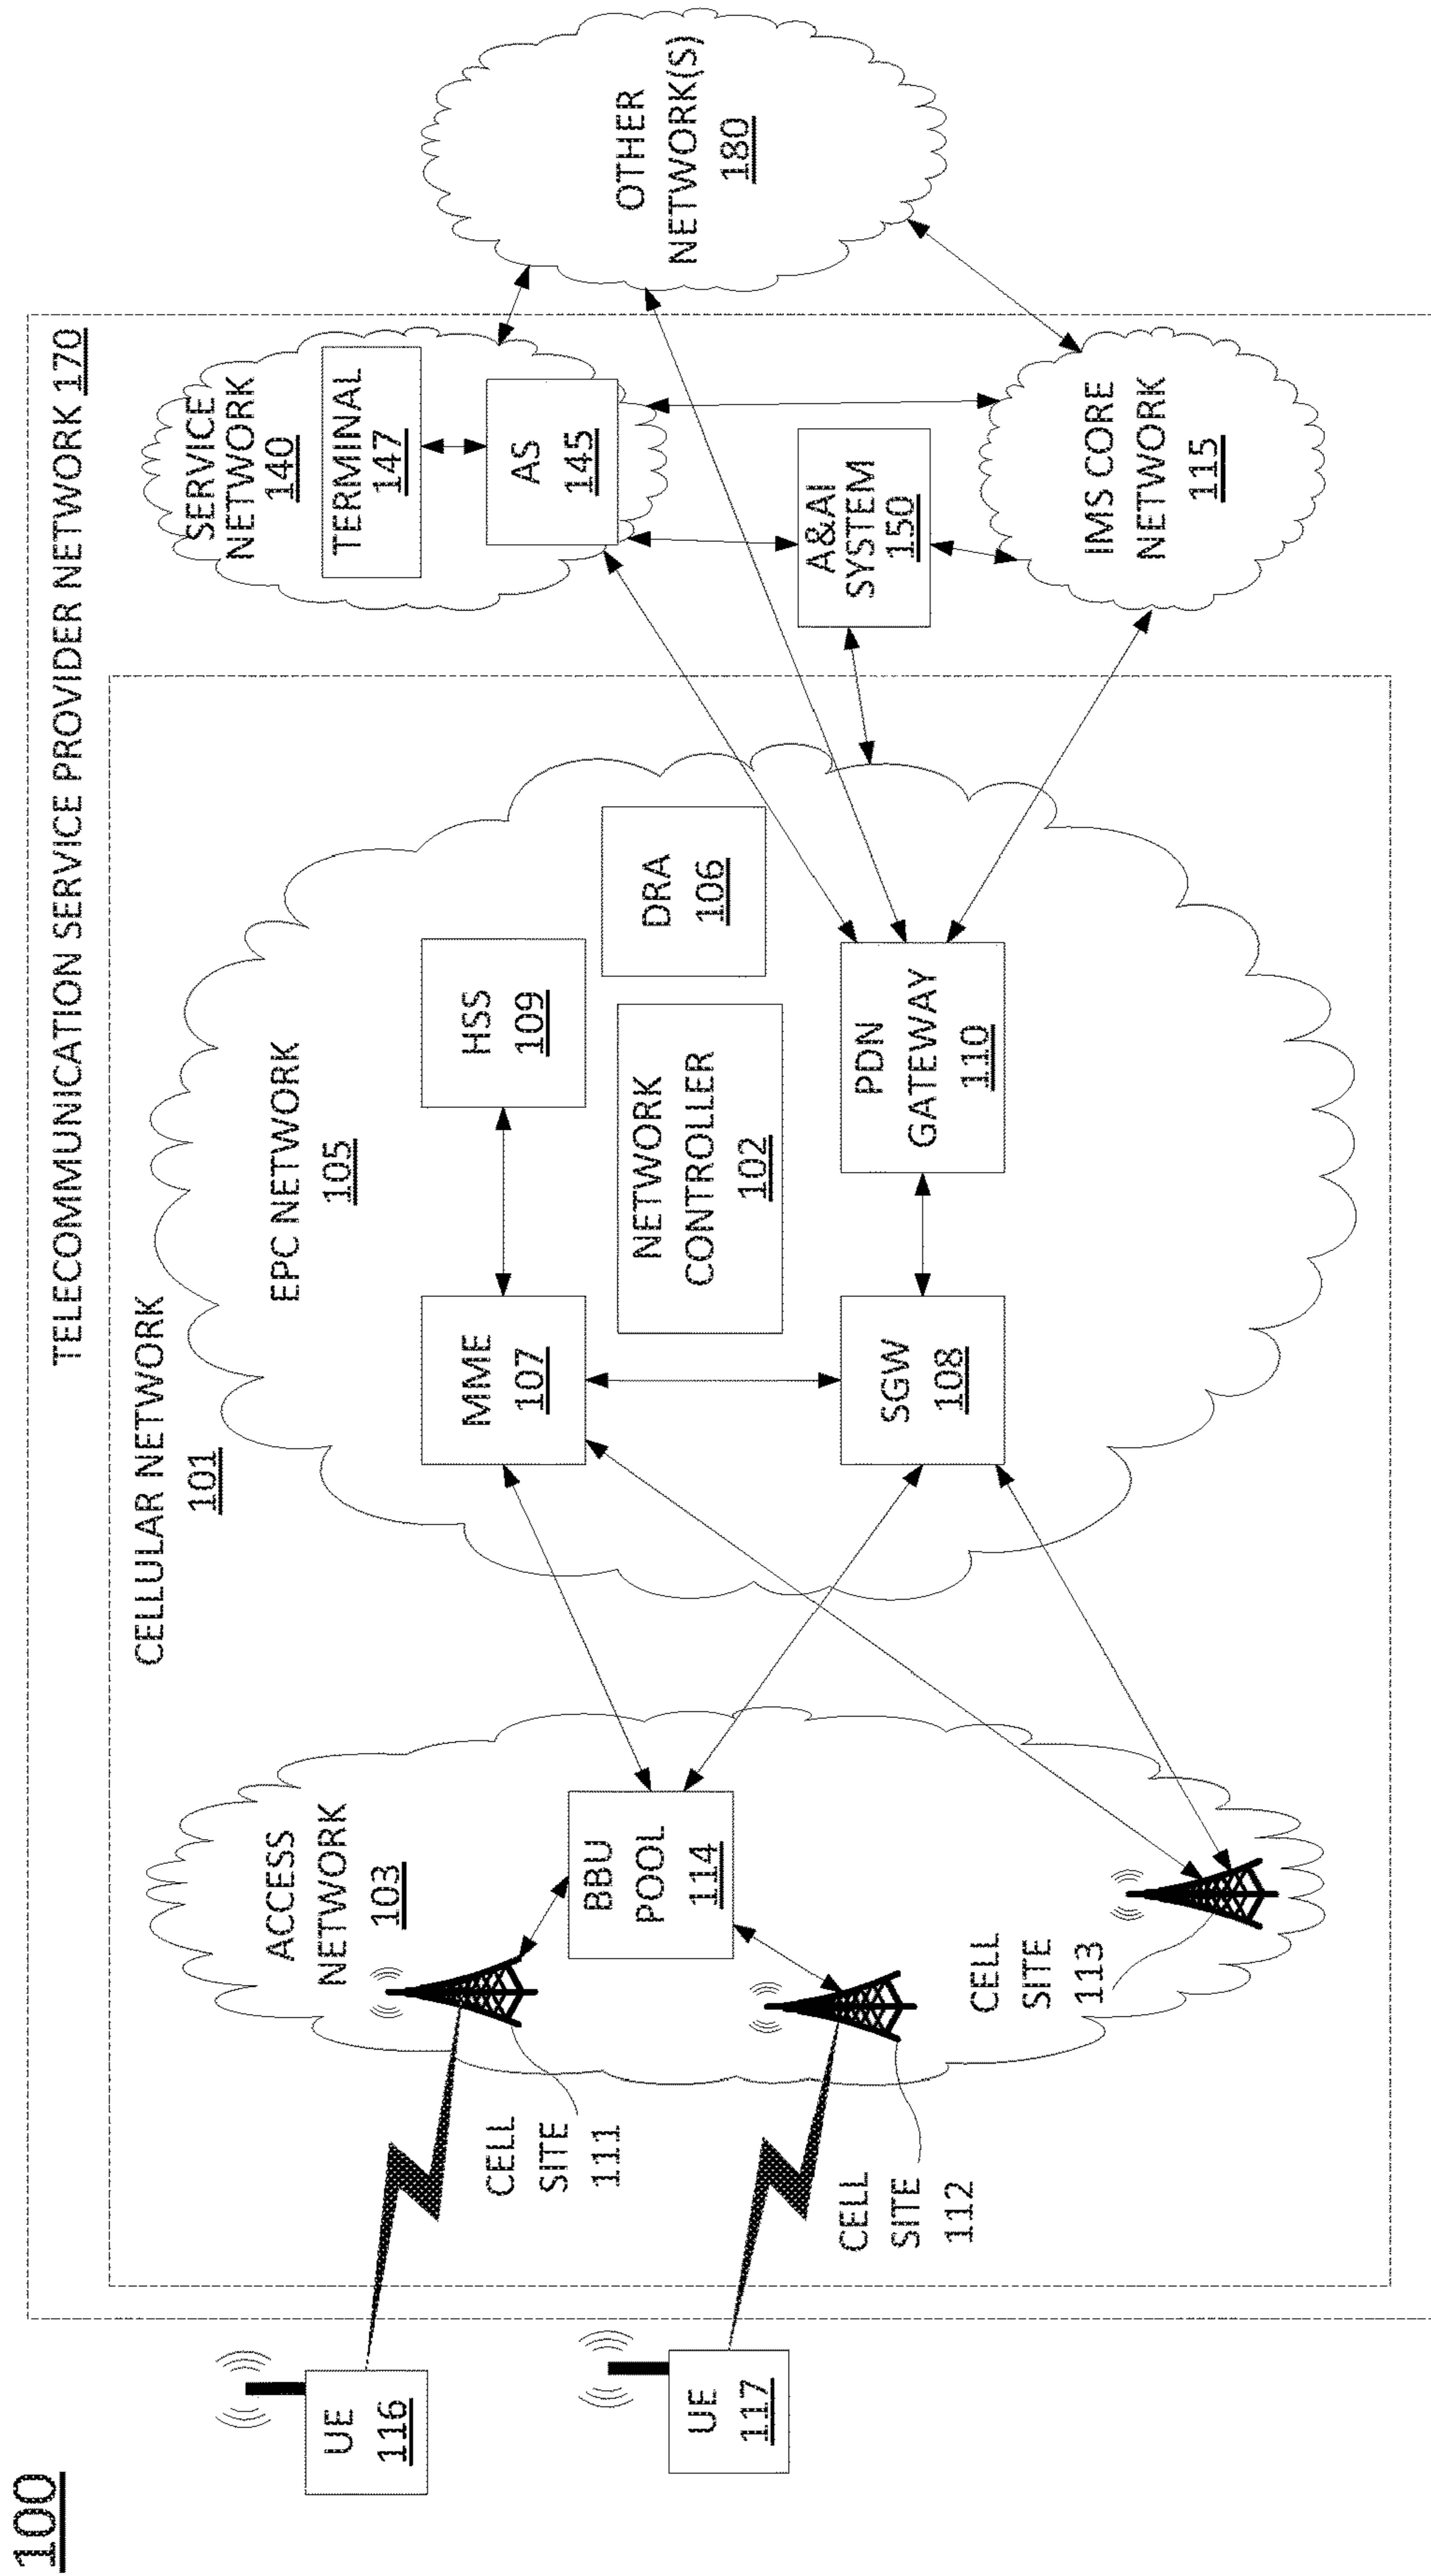 100
TELECOMMUNICATION SERVICE PROVIDER NETWORK 170
CELLULAR NETWORK
101
UE
116
UE
117
CELL
SITE
111
CELL
SITE
112
CELL
SITE
113
ACCESS
NETWORK
103
BBU
POOL
114
EPC NETWORK
105
MME
107
HSS
109
NETWORK
CONTROLLER
102
DRA
106
SGW
108
PDN
GATEWAY
110
SERVICE
NETWORK
140
TERMINAL
147
AS
145
A&AI
SYSTEM
150
IMS CORE
NETWORK
115
OTHER
NETWORK(S)
180